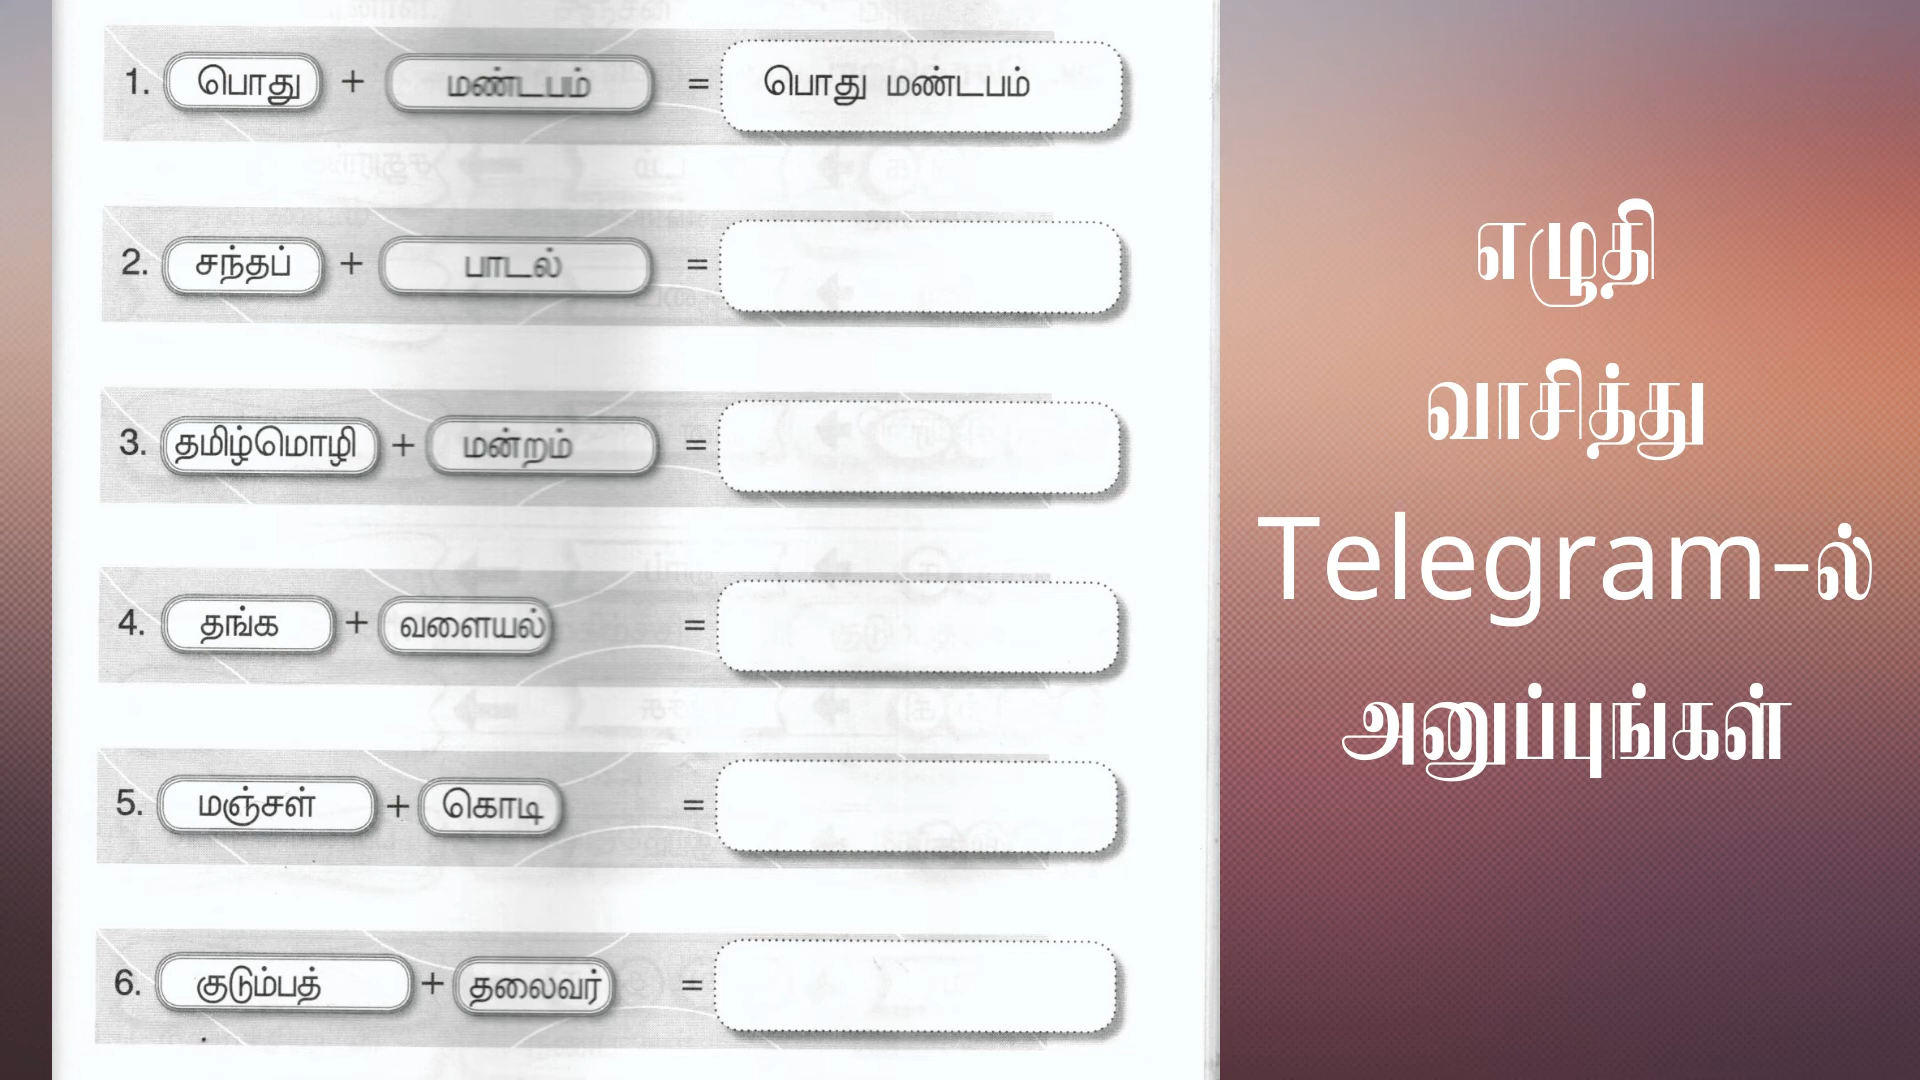 1. பொது + மண்டபம் = பொது மண்டபம்
2. சந்தப் + பாடல் =
3. தமிழ்மொழி + மன்றம் =
4. தங்க + வளையல் =
5. மஞ்சள் + கொடி =
6. குடும்பத் + தலைவர் =
எழுதி
வாசித்து
Telegram-ல்
அனுப்புங்கள்